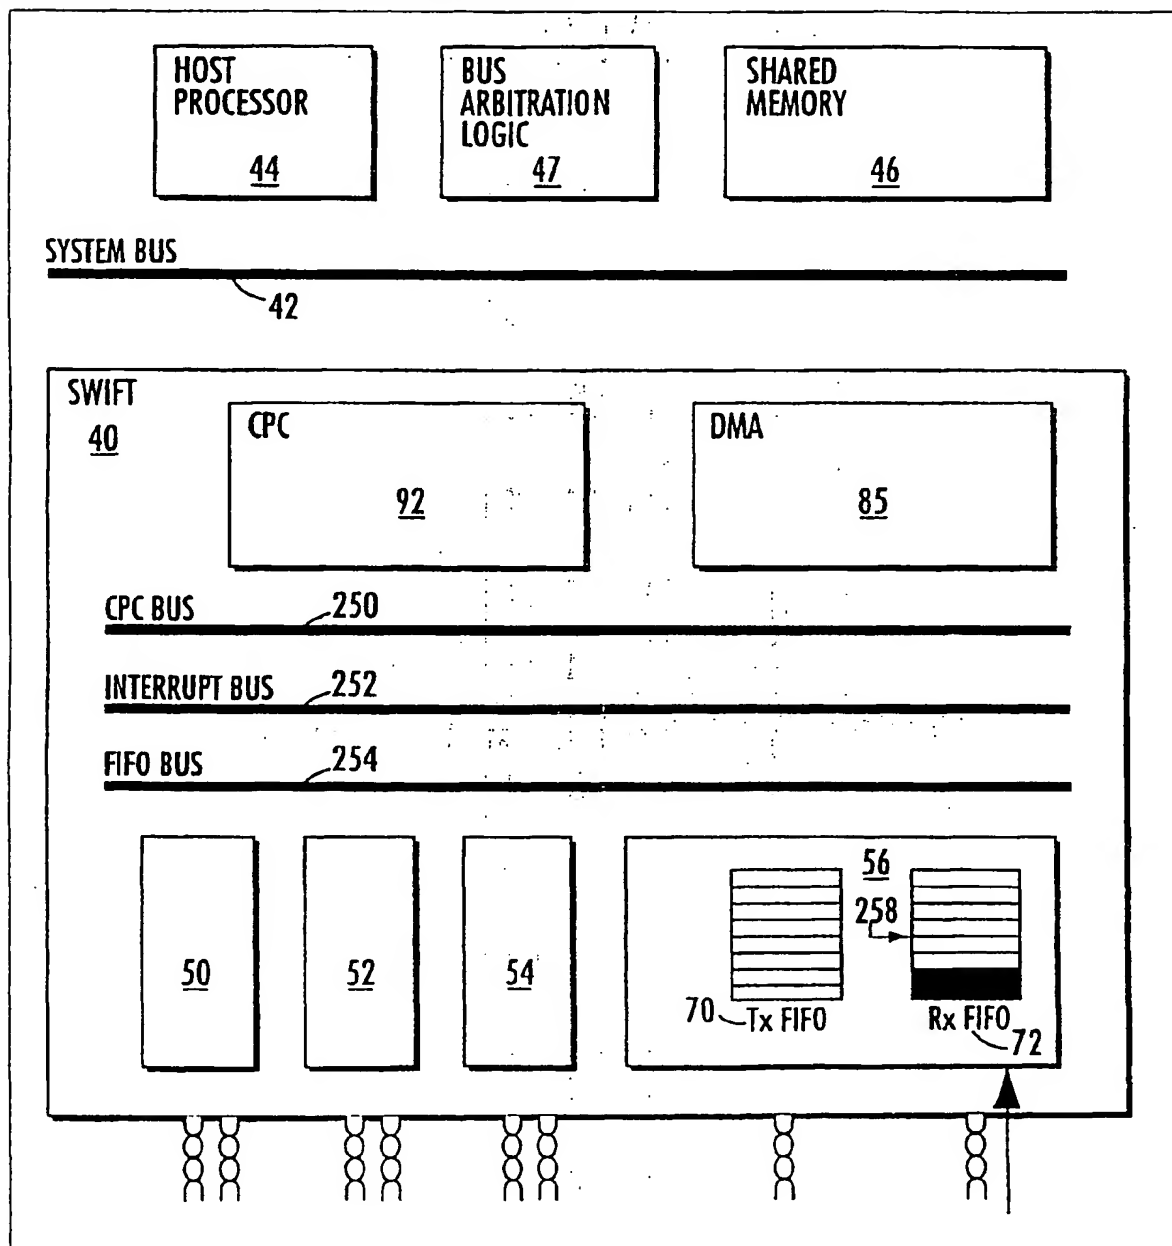 HOST
PROCESSOR
44
BUS
ARBITRATION
LOGIC
47
SHARED
MEMORY
46
SYSTEM BUS
42
SWIFT
40
CPC
92
DMA
85
CPC BUS
250
INTERRUPT BUS
252
FIFO BUS
254
50
52
54
56
258
70
Tx FIFO
Rx FIFO
72